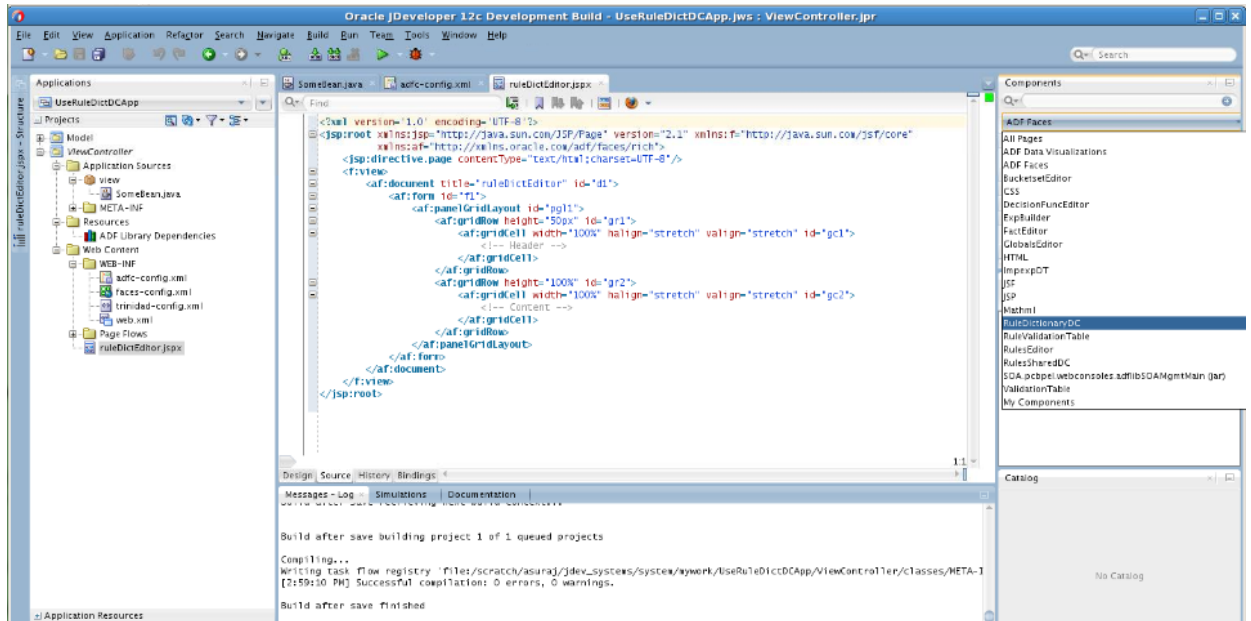 Oracle JDeveloper 12c Development Build - UseRuleDictDCApp.jws : ViewController.jpr
File Edit View Application Refactor Search Navigate Build Run Team Tools Window Help
Search
Applications
UseRuleDictDCApp
Projects
Model
ViewController
Application Sources
view
SomeBean.java
META-INF
Resources
ADF Library Dependencies
Web Content
WEB-INF
adfc-config.xml
faces-config.xml
trinidad-config.xml
web.xml
Page Flows
ruleDictEditor.jspx
Application Resources
ruleDictEditor.jspx - Structure
SomeBean.java adfc-config.xml ruleDictEditor.jspx
Find
<?xml version='1.0' encoding='UTF-8'?>
<jsp:root xmlns:jsp="http://java.sun.com/JSP/Page" version="2.1" xmlns:f="http://java.sun.com/jsf/core"
xmlns:af="http://xmlns.oracle.com/adf/faces/rich">
<jsp:directive.page contentType="text/html;charset=UTF-8"/>
<f:view>
<af:document title="ruleDictEditor" id="d1">
<af:form id="f1">
<af:panelGridLayout id="pgl1">
<af:gridRow height="50px" id="gr1">
<af:gridCell width="100%" halign="stretch" valign="stretch" id="gc1">
<!-- Header -->
</af:gridCell>
</af:gridRow>
<af:gridRow height="100%" id="gr2">
<af:gridCell width="100%" halign="stretch" valign="stretch" id="gc2">
<!-- Content -->
</af:gridCell>
</af:gridRow>
</af:panelGridLayout>
</af:form>
</af:document>
</f:view>
</jsp:root>
1:1
Design Source History Bindings
Messages - Log Simulations Documentation
Build after save building project 1 of 1 queued projects
Compiling...
Writing task flow registry 'file:/scratch/asuraj/jdev_systems/system/mywork/UseRuleDictDCApp/ViewController/classes/META-I
[2:59:10 PM] Successful compilation: 0 errors, 0 warnings.
Build after save finished
Components
ADF Faces
All Pages
ADF Data Visualizations
ADF Faces
BucketsetEditor
CSS
DecisionFuncEditor
ExpBuilder
FactEditor
GlobalsEditor
HTML
ImpexpDT
JSF
JSP
Mathml
RuleDictionaryDC
RuleValidationTable
RulesEditor
RulesSharedDC
SOA.pcbpel.webconsoles.adflibSOAMgmtMain (jar)
ValidationTable
My Components
Catalog
No Catalog